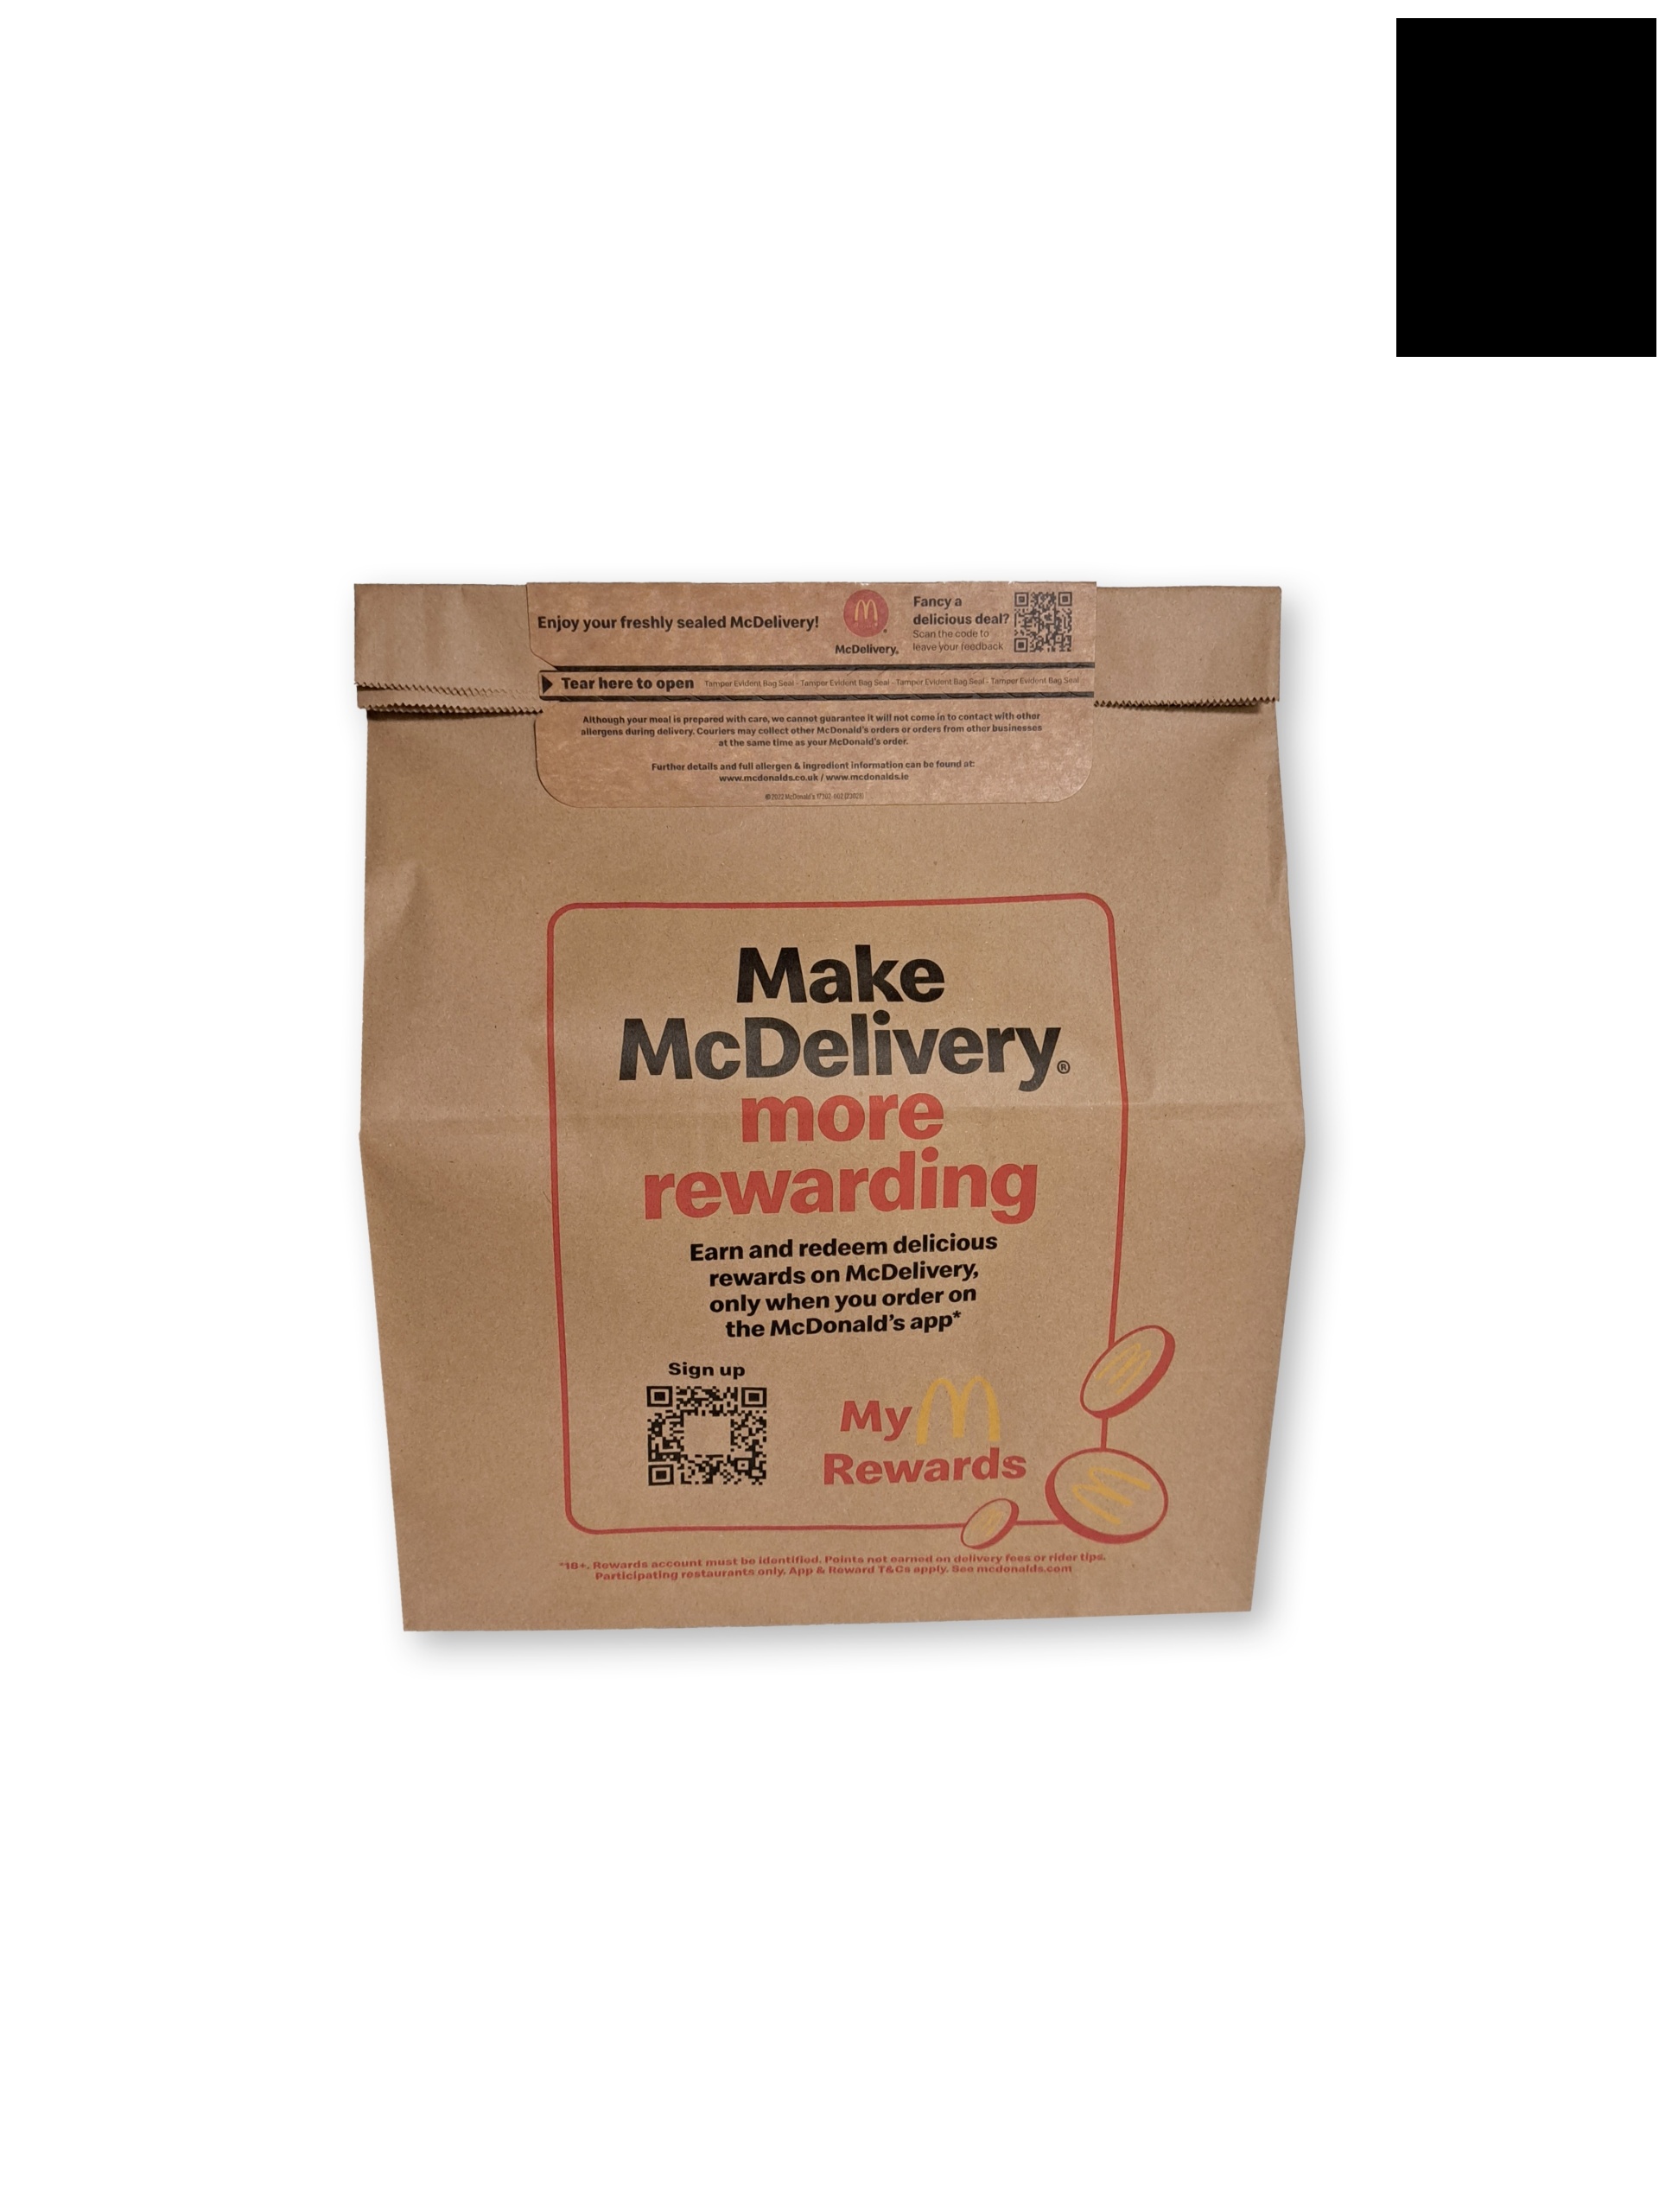 Enjoy your freshly sealed McDelivery!
McDelivery®
Fancy a
delicious deal?
Scan the code to
leave your feedback
Tear here to open
Tamper Evident Bag Seal - Tamper Evident Bag Seal - Tamper Evident Bag Seal - Tamper Evident Bag Seal
Although your meal is prepared with care, we cannot guarantee it will not come in to contact with other
allergens during delivery. Couriers may collect other McDonald's orders or orders from other businesses
at the same time as your McDonald's order.
Further details and full allergen & ingredient information can be found at:
www.mcdonalds.co.uk / www.mcdonalds.ie
©2022 McDonald's
Make
McDelivery®
more
rewarding
Earn and redeem delicious
rewards on McDelivery,
only when you order on
the McDonald's app*
Sign up
My
Rewards
*18+. Rewards account must be identified. Points not earned on delivery fees or rider tips.
Participating restaurants only. App & Reward T&Cs apply. See mcdonalds.com